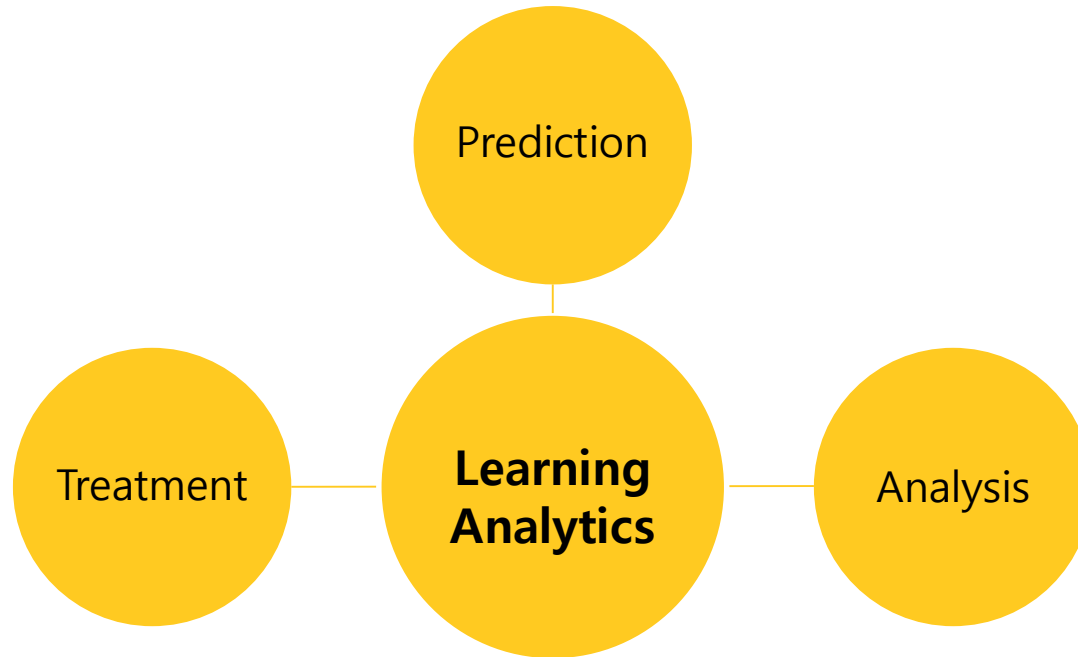 Prediction
Treatment
Learning
Analytics
Analysis